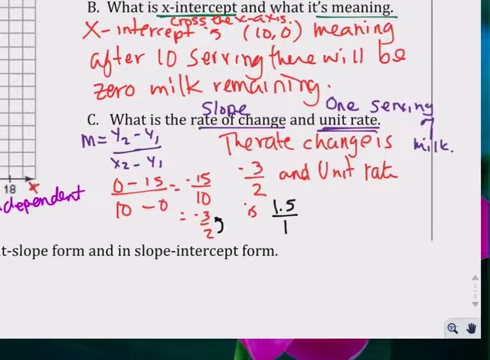 B. What is x-intercept and what it's meaning.
cross the x-axis.
X-intercept is (10,0) meaning
after 10 serving there will be
zero milk remaining.
Slope
One serving
C. What is the rate of change and unit rate.
M = Y2 - Y1
X2 - Y1
The rate change is
milk.
0 - 15 = -15
10 - 0 10
= -3
2
-3
2
and Unit rate
is 1.5
1
18 x
dependent
t-slope form and in slope-intercept form.